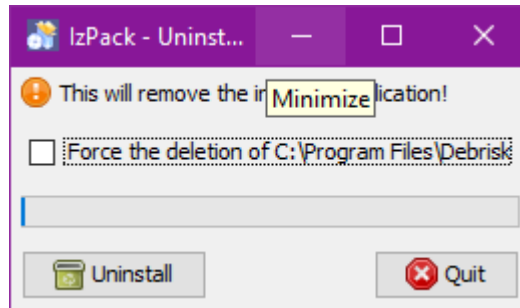 IzPack - Uninst...
This will remove the in Minimize lication!
Force the deletion of C:\Program Files\Debrisk
Uninstall
Quit